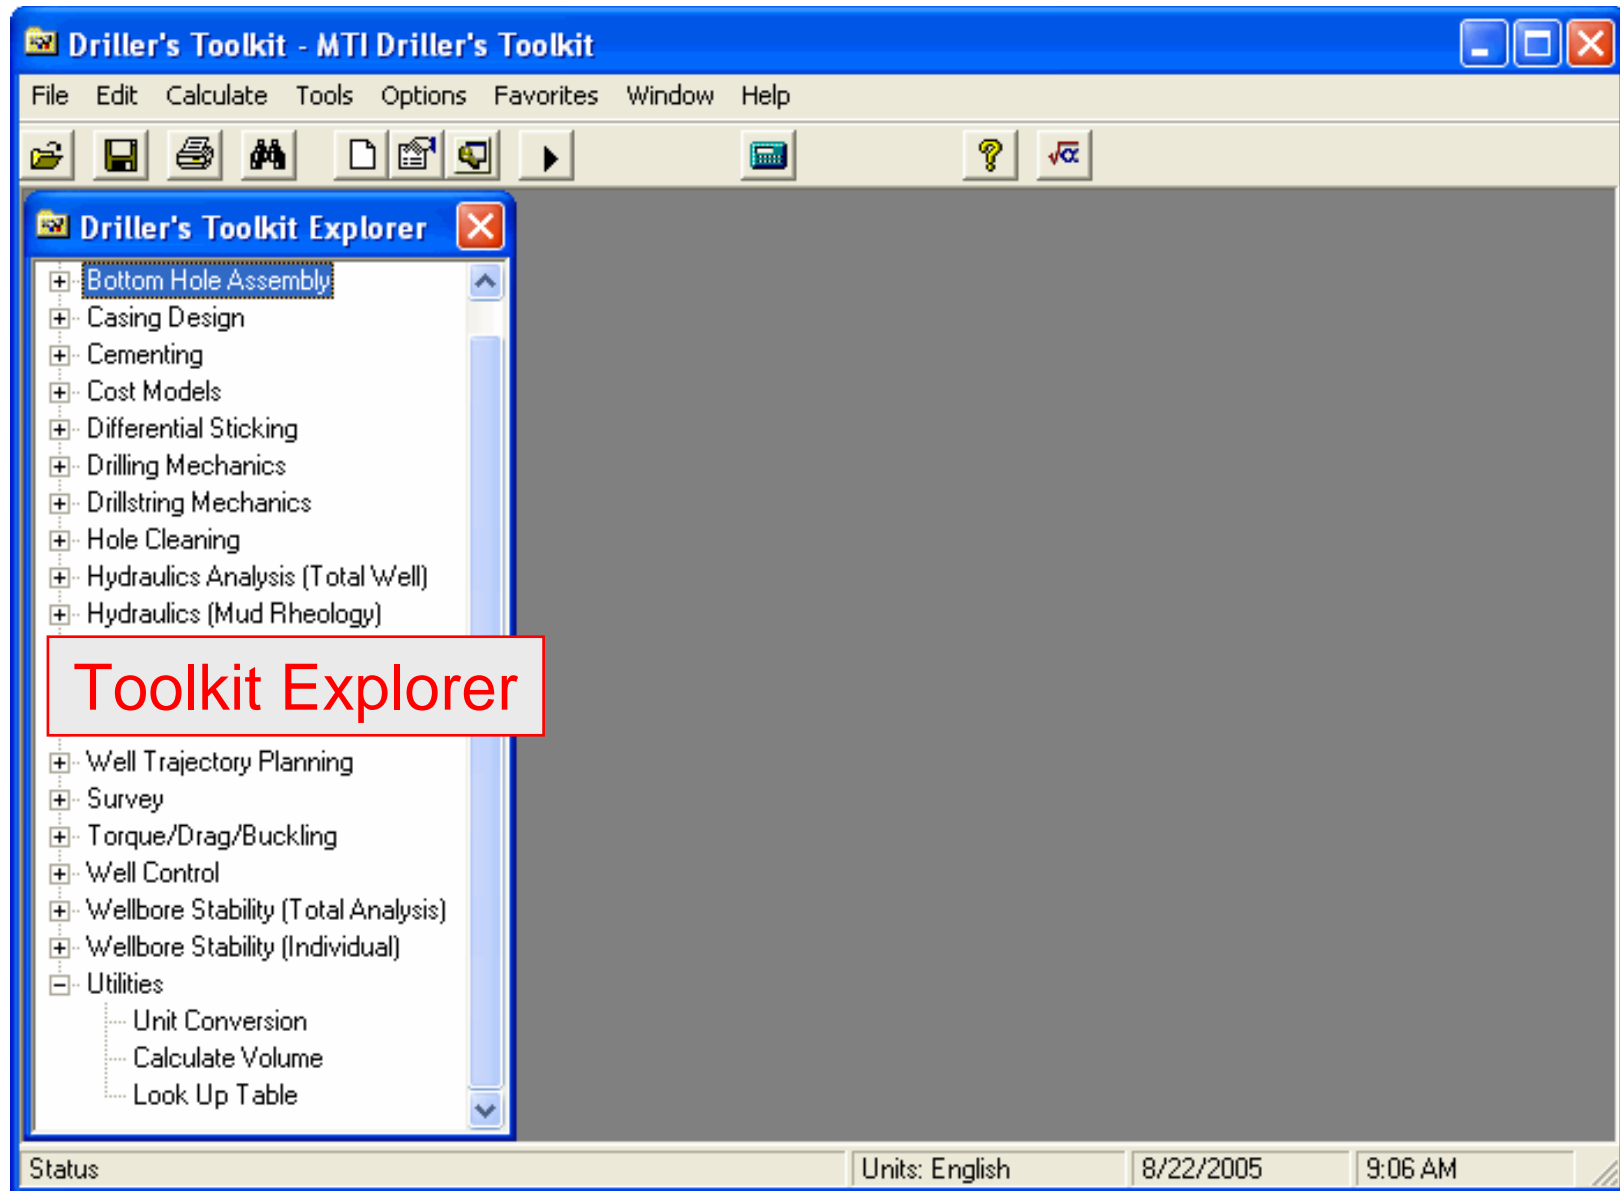 Driller's Toolkit - MTI Driller's Toolkit
File Edit Calculate Tools Options Favorites Window Help
√α
Driller's Toolkit Explorer
Bottom Hole Assembly
Casing Design
Cementing
Cost Models
Differential Sticking
Drilling Mechanics
Drillstring Mechanics
Hole Cleaning
Hydraulics Analysis (Total Well)
Hydraulics (Mud Rheology)
Toolkit Explorer
Well Trajectory Planning
Survey
Torque/Drag/Buckling
Well Control
Wellbore Stability (Total Analysis)
Wellbore Stability (Individual)
Utilities
Unit Conversion
Calculate Volume
Look Up Table
Status Units: English 8/22/2005 9:06 AM